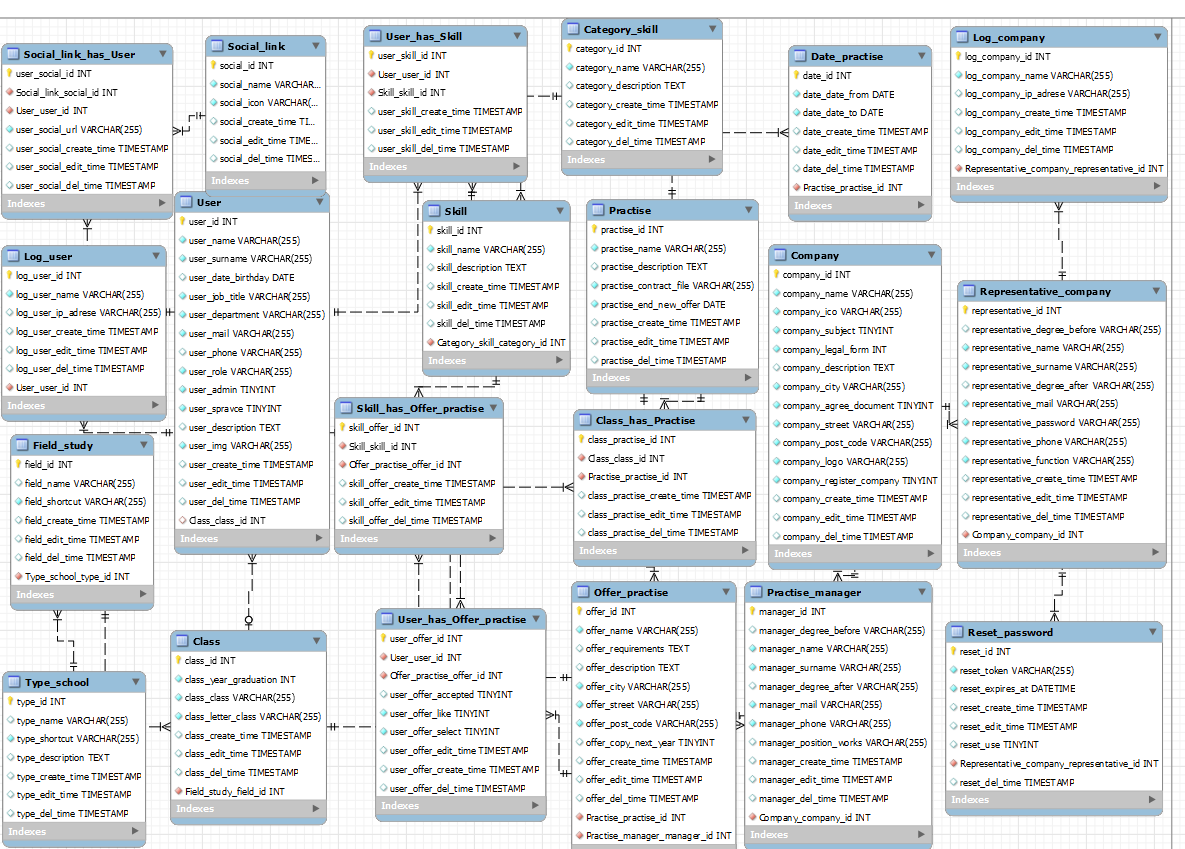 Social_link_has_User
user_social_id INT
Social_link_social_id INT
User_user_id INT
user_social_url VARCHAR(255)
user_social_create_time TIMESTAMP
user_social_edit_time TIMESTAMP
user_social_del_time TIMESTAMP
Indexes
Social_link
social_id INT
social_name VARCHAR...
social_icon VARCHAR(...
social_create_time TI...
social_edit_time TIME...
social_del_time TIMES...
Indexes
User_has_Skill
user_skill_id INT
User_user_id INT
Skill_skill_id INT
user_skill_create_time TIMESTAMP
user_skill_edit_time TIMESTAMP
user_skill_del_time TIMESTAMP
Indexes
Category_skill
category_id INT
category_name VARCHAR(255)
category_description TEXT
category_create_time TIMESTAMP
category_edit_time TIMESTAMP
category_del_time TIMESTAMP
Indexes
Date_practise
date_id INT
date_date_from DATE
date_date_to DATE
date_create_time TIMESTAMP
date_edit_time TIMESTAMP
date_del_time TIMESTAMP
Practise_practise_id INT
Indexes
Log_company
log_company_id INT
log_company_name VARCHAR(255)
log_company_ip_adrese VARCHAR(255)
log_company_create_time TIMESTAMP
log_company_edit_time TIMESTAMP
log_company_del_time TIMESTAMP
Representative_company_representative_id INT
Indexes
Log_user
log_user_id INT
log_user_name VARCHAR(255)
log_user_ip_adrese VARCHAR(255)
log_user_create_time TIMESTAMP
log_user_edit_time TIMESTAMP
log_user_del_time TIMESTAMP
User_user_id INT
Indexes
User
user_id INT
user_name VARCHAR(255)
user_surname VARCHAR(255)
user_date_birthday DATE
user_job_title VARCHAR(255)
user_department VARCHAR(255)
user_mail VARCHAR(255)
user_phone VARCHAR(255)
user_role VARCHAR(255)
user_admin TINYINT
user_spravce TINYINT
user_description TEXT
user_img VARCHAR(255)
user_create_time TIMESTAMP
user_edit_time TIMESTAMP
user_del_time TIMESTAMP
Class_class_id INT
Indexes
Skill
skill_id INT
skill_name VARCHAR(255)
skill_description TEXT
skill_create_time TIMESTAMP
skill_edit_time TIMESTAMP
skill_del_time TIMESTAMP
Category_skill_category_id INT
Indexes
Practise
practise_id INT
practise_name VARCHAR(255)
practise_description TEXT
practise_contract_file VARCHAR(255)
practise_end_new_offer DATE
practise_create_time TIMESTAMP
practise_edit_time TIMESTAMP
practise_del_time TIMESTAMP
Indexes
Company
company_id INT
company_name VARCHAR(255)
company_ico VARCHAR(255)
company_subject TINYINT
company_legal_form INT
company_description TEXT
company_city VARCHAR(255)
company_agree_document TINYINT
company_street VARCHAR(255)
company_post_code VARCHAR(255)
company_logo VARCHAR(255)
company_register_company TINYINT
company_create_time TIMESTAMP
company_edit_time TIMESTAMP
company_del_time TIMESTAMP
Indexes
Representative_company
representative_id INT
representative_degree_before VARCHAR(255)
representative_name VARCHAR(255)
representative_surname VARCHAR(255)
representative_degree_after VARCHAR(255)
representative_mail VARCHAR(255)
representative_password VARCHAR(255)
representative_phone VARCHAR(255)
representative_function VARCHAR(255)
representative_create_time TIMESTAMP
representative_edit_time TIMESTAMP
representative_del_time TIMESTAMP
Company_company_id INT
Indexes
Field_study
field_id INT
field_name VARCHAR(255)
field_shortcut VARCHAR(255)
field_create_time TIMESTAMP
field_edit_time TIMESTAMP
field_del_time TIMESTAMP
Type_school_type_id INT
Indexes
Skill_has_Offer_practise
skill_offer_id INT
Skill_skill_id INT
Offer_practise_offer_id INT
skill_offer_create_time TIMESTAMP
skill_offer_edit_time TIMESTAMP
skill_offer_del_time TIMESTAMP
Indexes
Class_has_Practise
class_practise_id INT
Class_class_id INT
Practise_practise_id INT
class_practise_create_time TIMESTAMP
class_practise_edit_time TIMESTAMP
class_practise_del_time TIMESTAMP
Indexes
Type_school
type_id INT
type_name VARCHAR(255)
type_shortcut VARCHAR(255)
type_description TEXT
type_create_time TIMESTAMP
type_edit_time TIMESTAMP
type_del_time TIMESTAMP
Indexes
Class
class_id INT
class_year_graduation INT
class_class VARCHAR(255)
class_letter_class VARCHAR(255)
class_create_time TIMESTAMP
class_edit_time TIMESTAMP
class_del_time TIMESTAMP
Field_study_field_id INT
Indexes
User_has_Offer_practise
user_offer_id INT
User_user_id INT
Offer_practise_offer_id INT
user_offer_accepted TINYINT
user_offer_like TINYINT
user_offer_select TINYINT
user_offer_edit_time TIMESTAMP
user_offer_create_time TIMESTAMP
user_offer_del_time TIMESTAMP
Indexes
Offer_practise
offer_id INT
offer_name VARCHAR(255)
offer_requirements TEXT
offer_description TEXT
offer_city VARCHAR(255)
offer_street VARCHAR(255)
offer_post_code VARCHAR(255)
offer_copy_next_year TINYINT
offer_create_time TIMESTAMP
offer_edit_time TIMESTAMP
offer_del_time TIMESTAMP
Practise_practise_id INT
Practise_manager_manager_id INT
Practise_manager
manager_id INT
manager_degree_before VARCHAR(255)
manager_name VARCHAR(255)
manager_surname VARCHAR(255)
manager_degree_after VARCHAR(255)
manager_mail VARCHAR(255)
manager_phone VARCHAR(255)
manager_position_works VARCHAR(255)
manager_create_time TIMESTAMP
manager_edit_time TIMESTAMP
manager_del_time TIMESTAMP
Company_company_id INT
Indexes
Reset_password
reset_id INT
reset_token VARCHAR(255)
reset_expires_at DATETIME
reset_create_time TIMESTAMP
reset_edit_time TIMESTAMP
reset_use TINYINT
Representative_company_representative_id INT
reset_del_time TIMESTAMP
Indexes